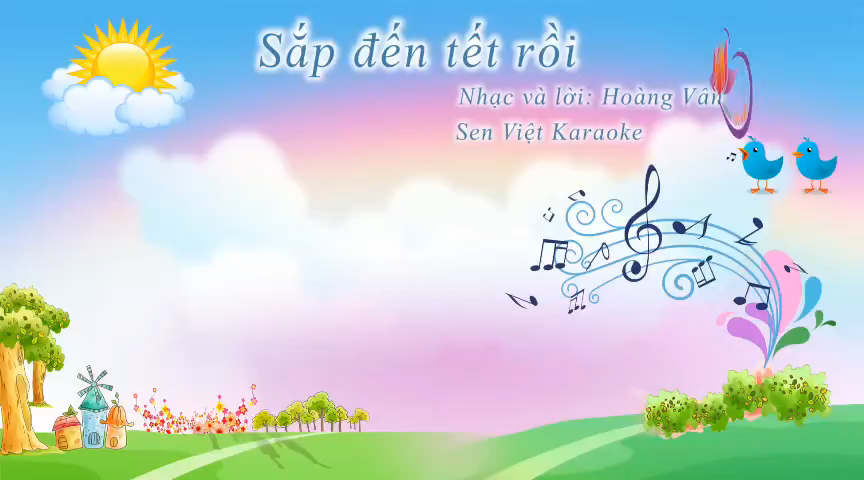 Sắp đến tết rồi
Nhạc và lời: Hoàng Vân
Sen Việt Karaoke